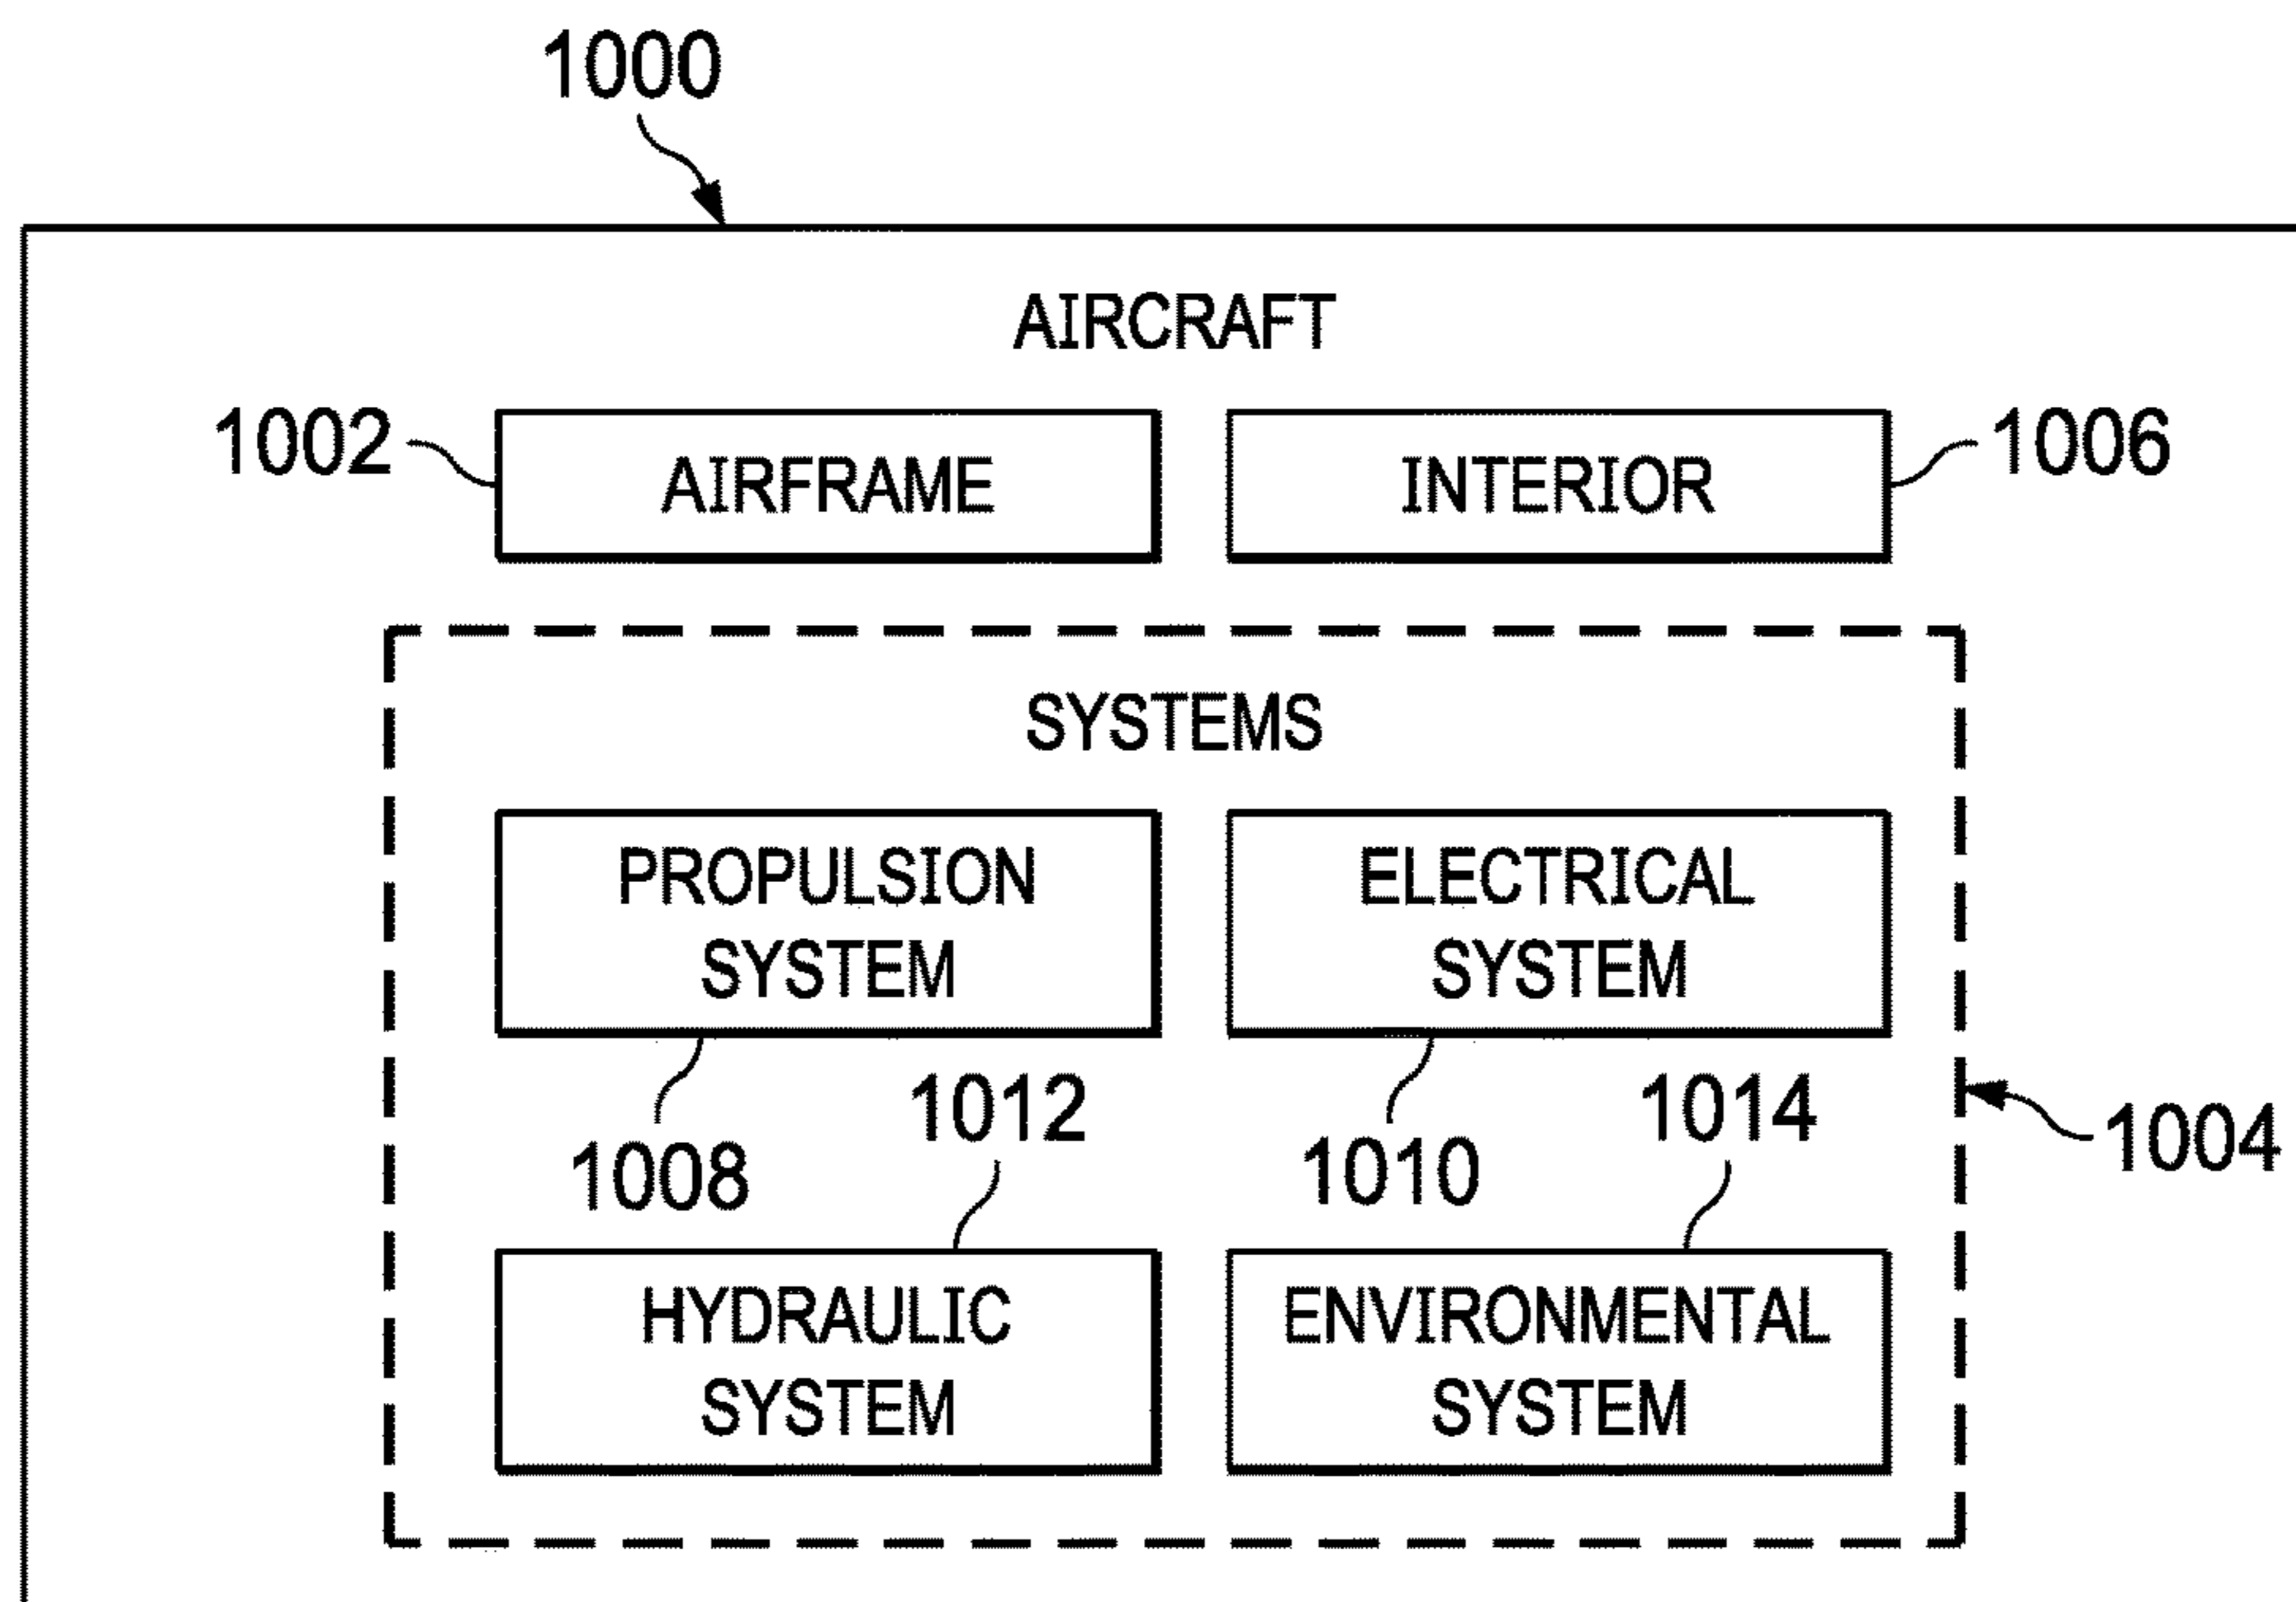 1000
AIRCRAFT
1002
AIRFRAME
INTERIOR
1006
SYSTEMS
PROPULSION
SYSTEM
ELECTRICAL
SYSTEM
1008
1012
1010
1014
1004
HYDRAULIC
SYSTEM
ENVIRONMENTAL
SYSTEM